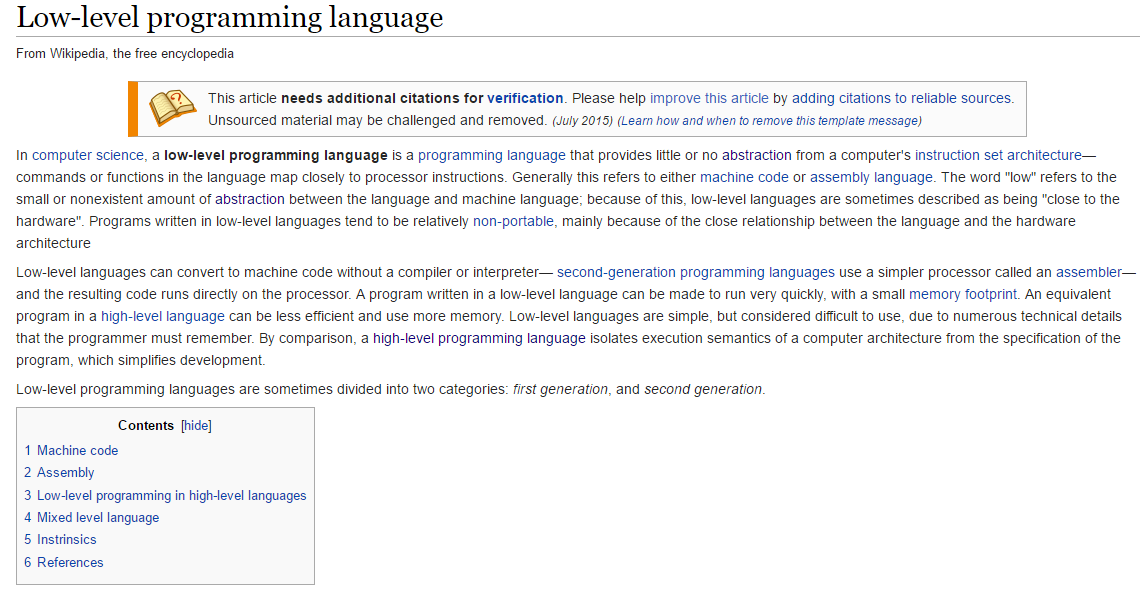 Low-level programming language
From Wikipedia, the free encyclopedia
This article needs additional citations for verification. Please help improve this article by adding citations to reliable sources.
Unsourced material may be challenged and removed. (July 2015) (Learn how and when to remove this template message)
In computer science, a low-level programming language is a programming language that provides little or no abstraction from a computer's instruction set architecture—
commands or functions in the language map closely to processor instructions. Generally this refers to either machine code or assembly language. The word "low" refers to the
small or nonexistent amount of abstraction between the language and machine language; because of this, low-level languages are sometimes described as being "close to the
hardware". Programs written in low-level languages tend to be relatively non-portable, mainly because of the close relationship between the language and the hardware
architecture
Low-level languages can convert to machine code without a compiler or interpreter— second-generation programming languages use a simpler processor called an assembler—
and the resulting code runs directly on the processor. A program written in a low-level language can be made to run very quickly, with a small memory footprint. An equivalent
program in a high-level language can be less efficient and use more memory. Low-level languages are simple, but considered difficult to use, due to numerous technical details
that the programmer must remember. By comparison, a high-level programming language isolates execution semantics of a computer architecture from the specification of the
program, which simplifies development.
Low-level programming languages are sometimes divided into two categories: first generation, and second generation.
Contents [hide]
1 Machine code
2 Assembly
3 Low-level programming in high-level languages
4 Mixed level language
5 Instrinsics
6 References